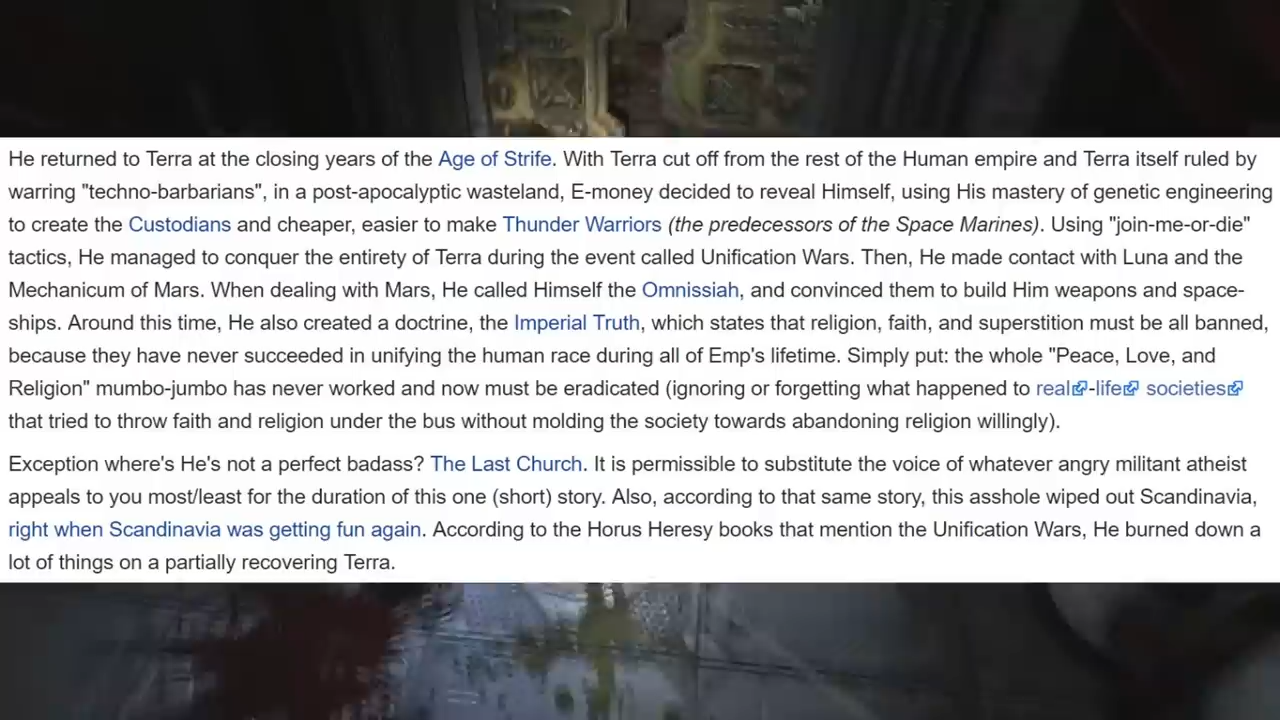 He returned to Terra at the closing years of the Age of Strife. With Terra cut off from the rest of the Human empire and Terra itself ruled by
warring "techno-barbarians", in a post-apocalyptic wasteland, E-money decided to reveal Himself, using His mastery of genetic engineering
to create the Custodians and cheaper, easier to make Thunder Warriors (the predecessors of the Space Marines). Using "join-me-or-die"
tactics, He managed to conquer the entirety of Terra during the event called Unification Wars. Then, He made contact with Luna and the
Mechanicum of Mars. When dealing with Mars, He called Himself the Omnissiah, and convinced them to build Him weapons and space-
ships. Around this time, He also created a doctrine, the Imperial Truth, which states that religion, faith, and superstition must be all banned,
because they have never succeeded in unifying the human race during all of Emp's lifetime. Simply put: the whole "Peace, Love, and
Religion" mumbo-jumbo has never worked and now must be eradicated (ignoring or forgetting what happened to real-life societies
that tried to throw faith and religion under the bus without molding the society towards abandoning religion willingly).
Exception where's He's not a perfect badass? The Last Church. It is permissible to substitute the voice of whatever angry militant atheist
appeals to you most/least for the duration of this one (short) story. Also, according to that same story, this asshole wiped out Scandinavia,
right when Scandinavia was getting fun again. According to the Horus Heresy books that mention the Unification Wars, He burned down a
lot of things on a partially recovering Terra.